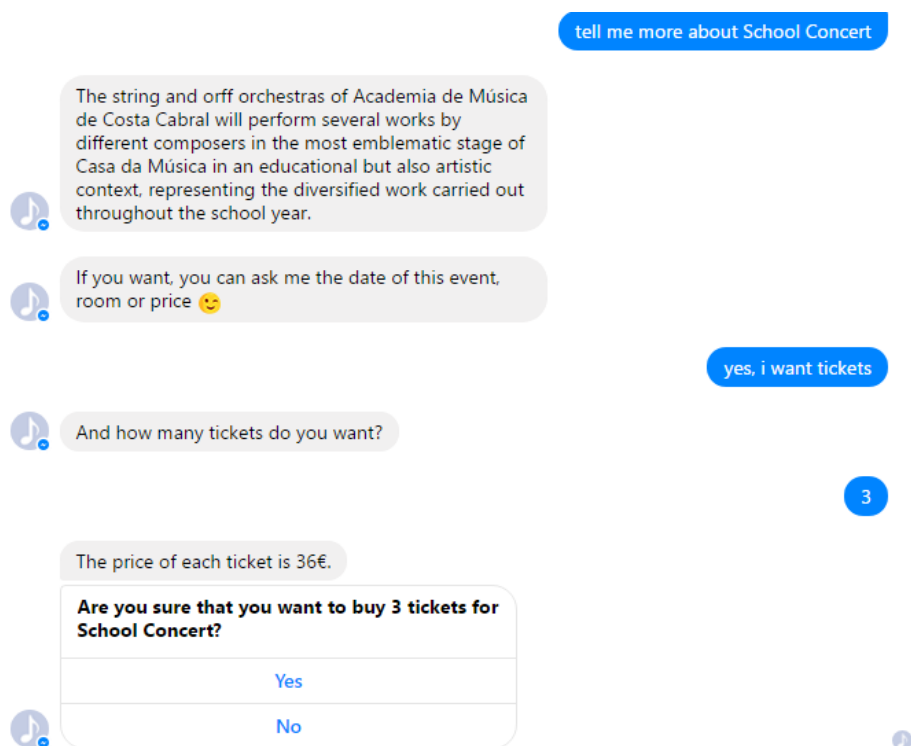 tell me more about School Concert
The string and orff orchestras of Academia de Música
de Costa Cabral will perform several works by
different composers in the most emblematic stage of
Casa da Música in an educational but also artistic
context, representing the diversified work carried out
throughout the school year.
If you want, you can ask me the date of this event,
room or price 😉
yes, i want tickets
And how many tickets do you want?
3
The price of each ticket is 36€.
Are you sure that you want to buy 3 tickets for
School Concert?
Yes
No